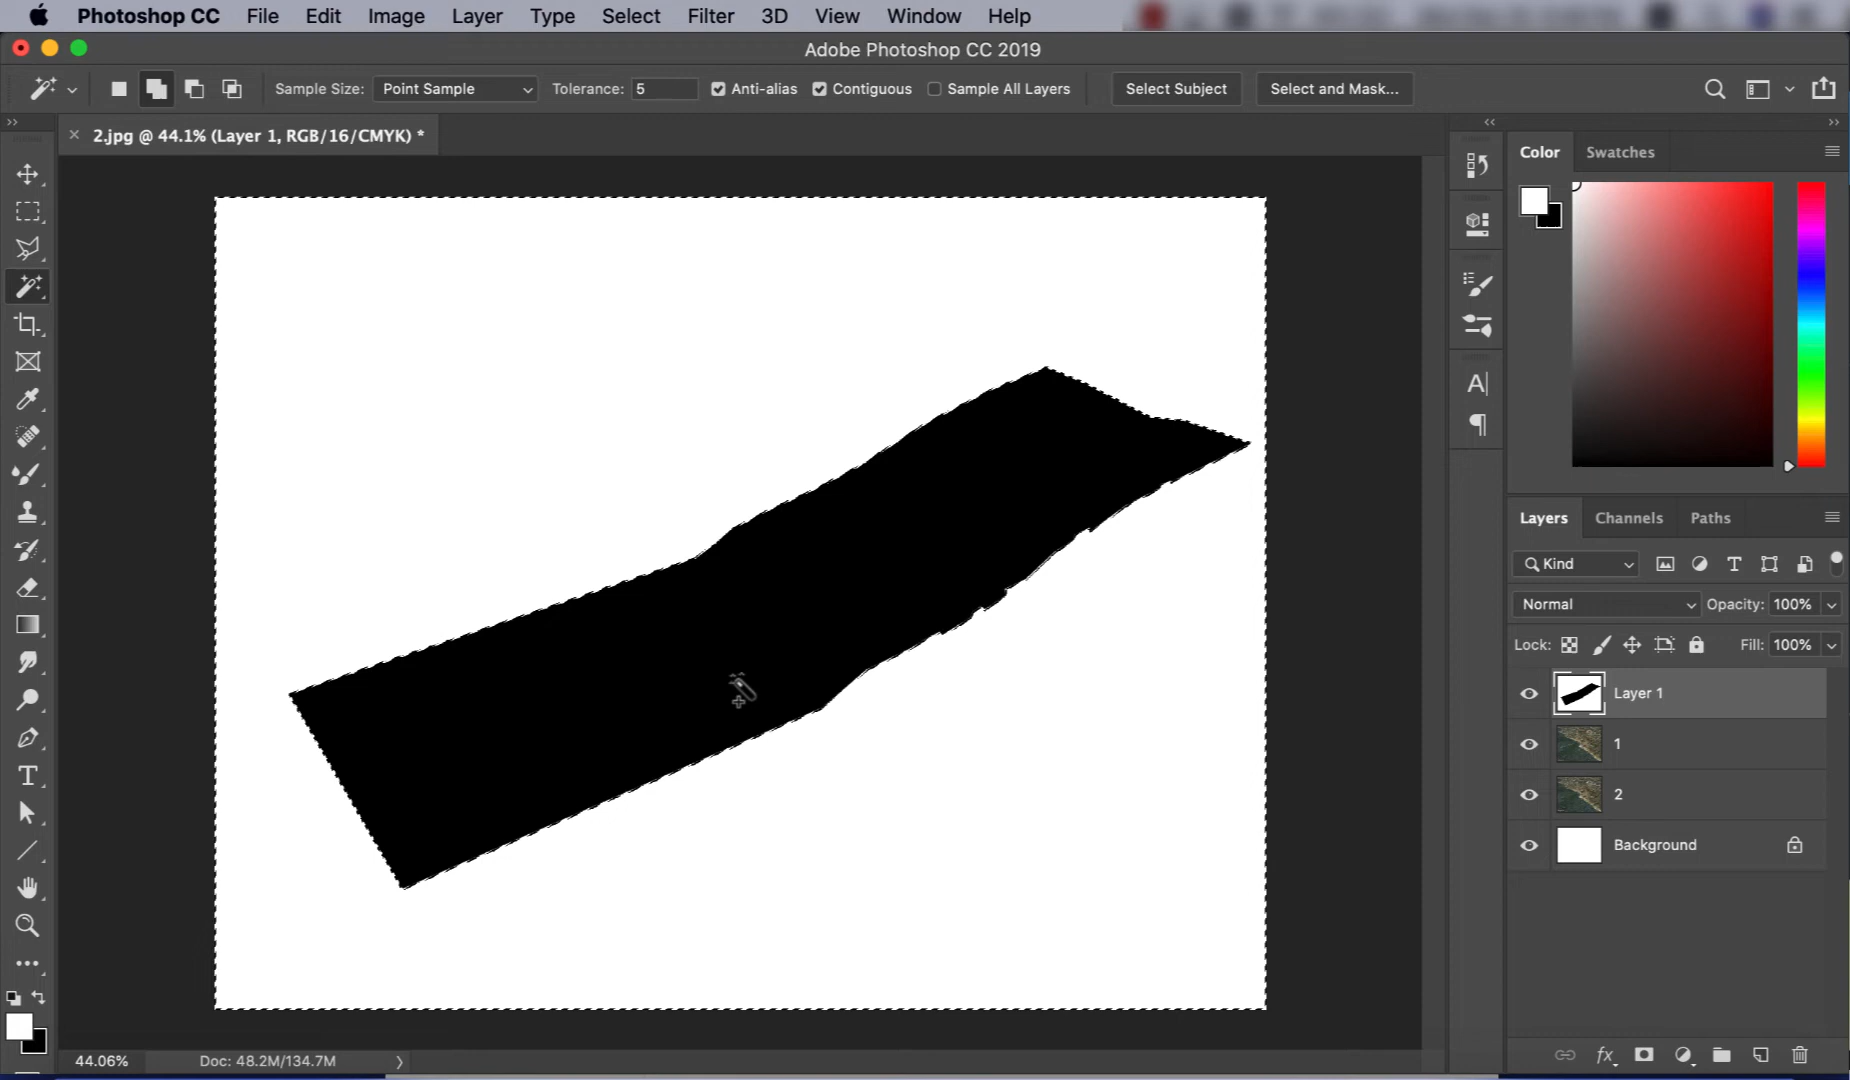 Photoshop CC File Edit Image Layer Type Select Filter 3D View Window Help
Adobe Photoshop CC 2019
Sample Size: Point Sample Tolerance: 5 Anti-alias Contiguous Sample All Layers Select Subject Select and Mask...
2.jpg @ 44.1% (Layer 1, RGB/16/CMYK) *
Color Swatches
Layers Channels Paths
Kind
Normal Opacity: 100%
Lock: Fill: 100%
Layer 1
1
2
Background
44.06% Doc: 48.2M/134.7M